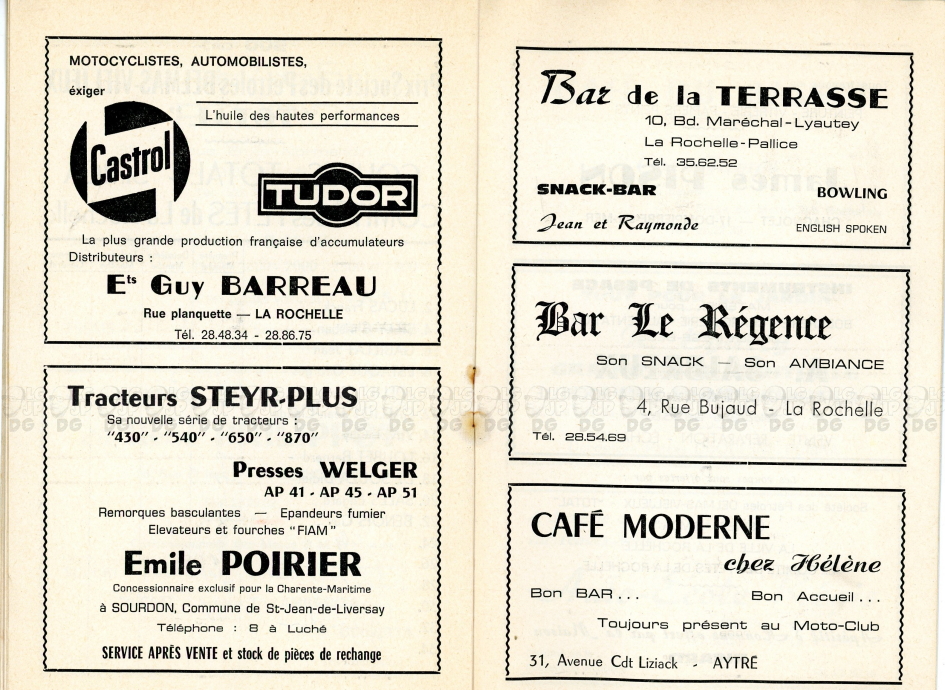 MOTOCYCLISTES, AUTOMOBILISTES,
éxiger
L'huile des hautes performances
Castrol
TUDOR
La plus grande production française d'accumulateurs
Distributeurs :
Ets Guy BARREAU
Rue planquette — LA ROCHELLE
Tél. 28.48.34 - 28.86.75
Tracteurs STEYR-PLUS
Sa nouvelle série de tracteurs :
"430" - "540" - "650" - "870"
Presses WELGER
AP 41 - AP 45 - AP 51
Remorques basculantes — Epandeurs fumier
Elevateurs et fourches "FIAM"
Emile POIRIER
Concessionnaire exclusif pour la Charente-Maritime
à SOURDON, Commune de St-Jean-de-Liversay
Téléphone : 8 à Luché
SERVICE APRÈS VENTE et stock de pièces de rechange
Bar de la TERRASSE
10, Bd. Maréchal-Lyautey
La Rochelle-Pallice
Tél. 35.62.52
SNACK-BAR BOWLING
Jean et Raymonde ENGLISH SPOKEN
Bar Le Régence
Son SNACK — Son AMBIANCE
4, Rue Bujaud - La Rochelle
Tél. 28.54.69
CAFÉ MODERNE
chez Hélène
Bon BAR... Bon Accueil...
Toujours présent au Moto-Club
31, Avenue Cdt Liziack - AYTRÉ